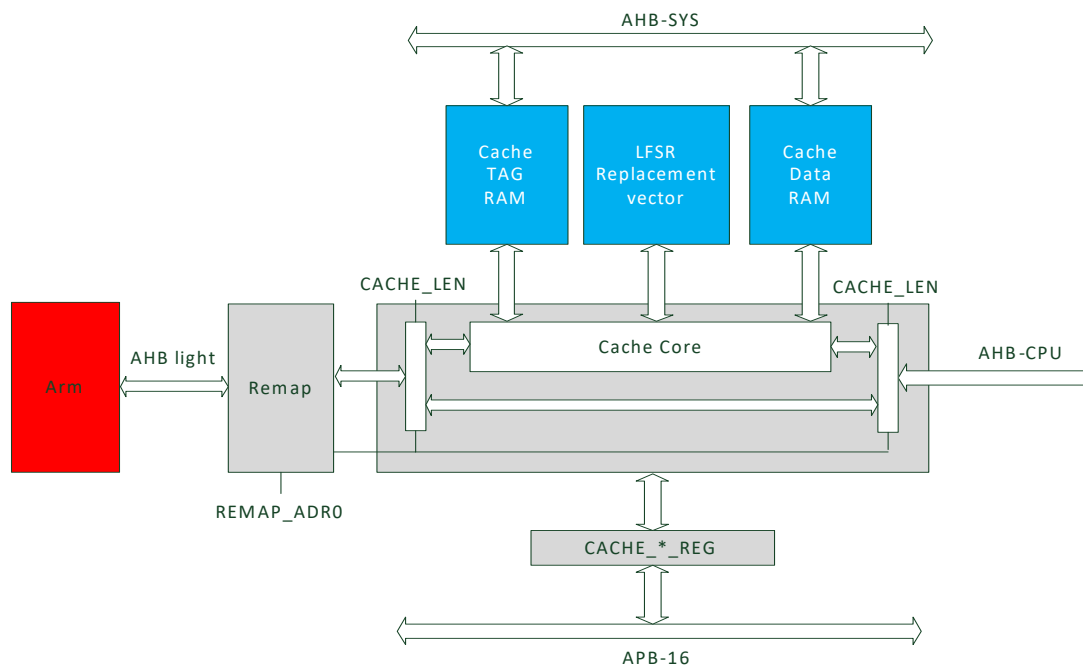 AHB-SYS
Cache
TAG
RAM
LFSR
Replacement
vector
Cache
Data
RAM
CACHE_LEN
CACHE_LEN
Arm
AHB light
Remap
Cache Core
AHB-CPU
REMAP_ADR0
CACHE_*_REG
APB-16